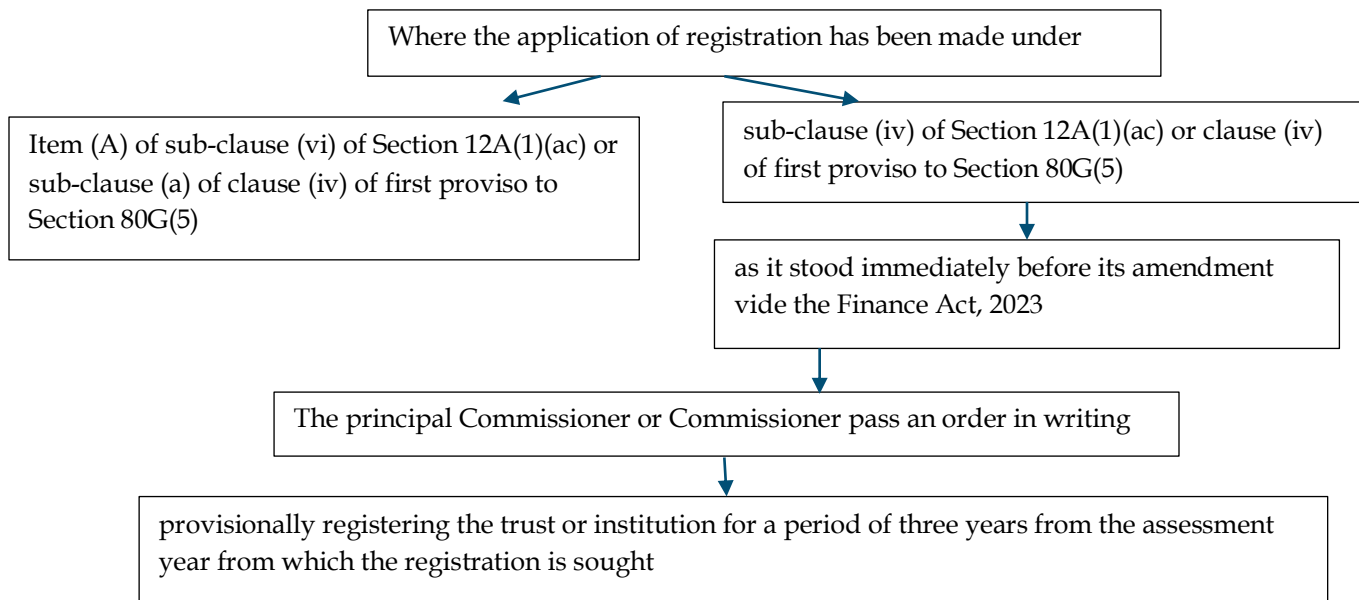 Where the application of registration has been made under
Item (A) of sub-clause (vi) of Section 12A(1)(ac) or
sub-clause (a) of clause (iv) of first proviso to
Section 80G(5)
sub-clause (iv) of Section 12A(1)(ac) or clause (iv)
of first proviso to Section 80G(5)
as it stood immediately before its amendment
vide the Finance Act, 2023
The principal Commissioner or Commissioner pass an order in writing
provisionally registering the trust or institution for a period of three years from the assessment
year from which the registration is sought